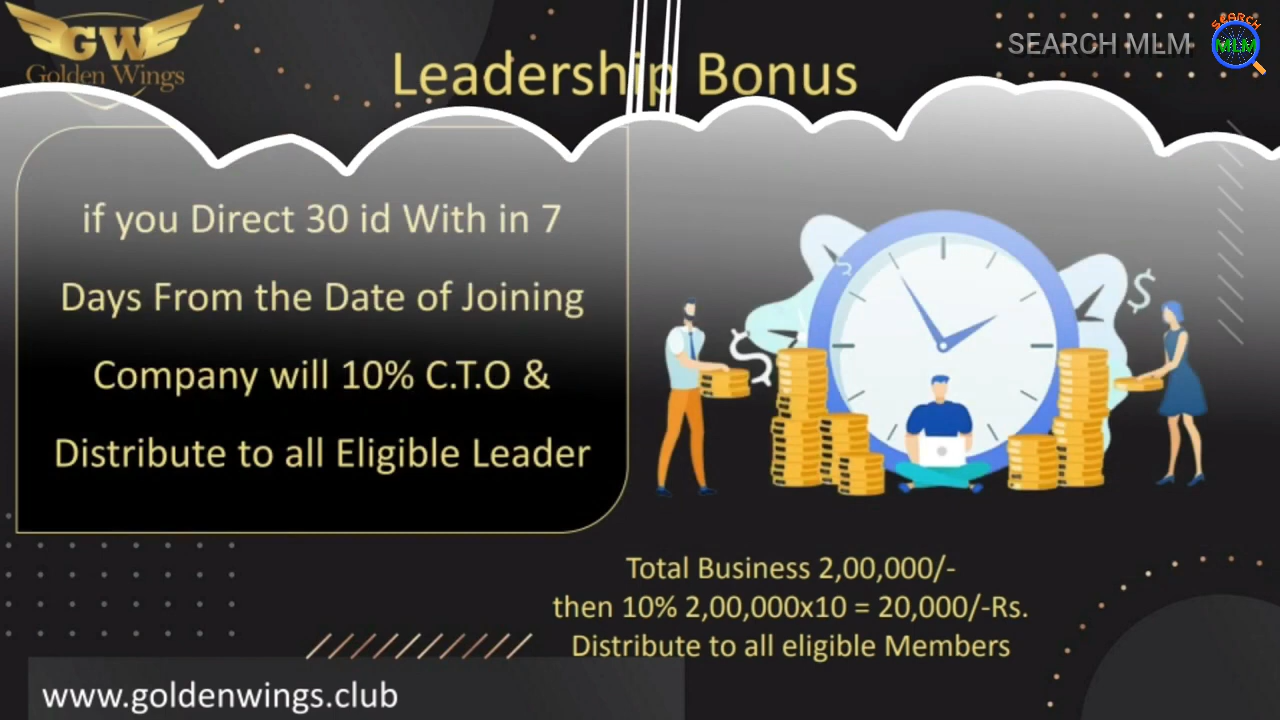 GW
Golden Wings
Leadership Bonus
SEARCH MLM
SEARCH
MLM
if you Direct 30 id With in 7
Days From the Date of Joining
Company will 10% C.T.O &
Distribute to all Eligible Leader
$
$
$
Total Business 2,00,000/-
then 10% 2,00,000x10 = 20,000/-Rs.
Distribute to all eligible Members
www.goldenwings.club